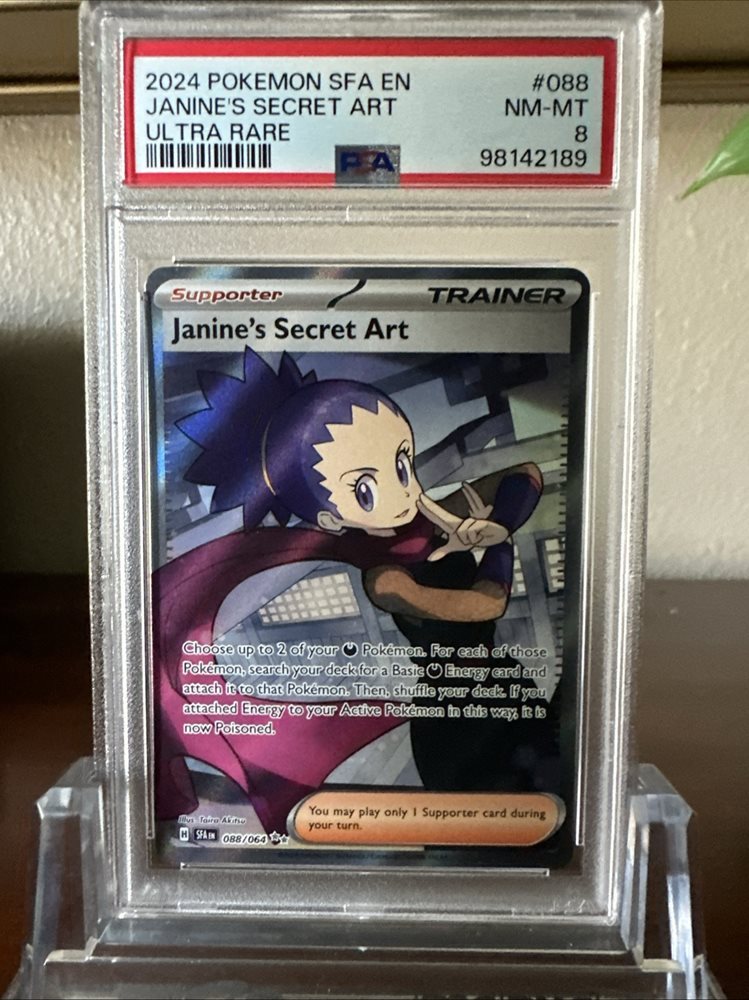 2024 POKEMON SFA EN #088
JANINE'S SECRET ART NM-MT
ULTRA RARE 8
PSA 98142189
Supporter TRAINER
Janine's Secret Art
Choose up to 2 of your Pokémon. For each of those
Pokémon, search your deck for a Basic Energy card and
attach it to that Pokémon. Then, shuffle your deck. If you
attached Energy to your Active Pokémon in this way, it is
now Poisoned.
Illus. Taira Akitsu
You may play only 1 Supporter card during
your turn.
H SFA EN 088/064